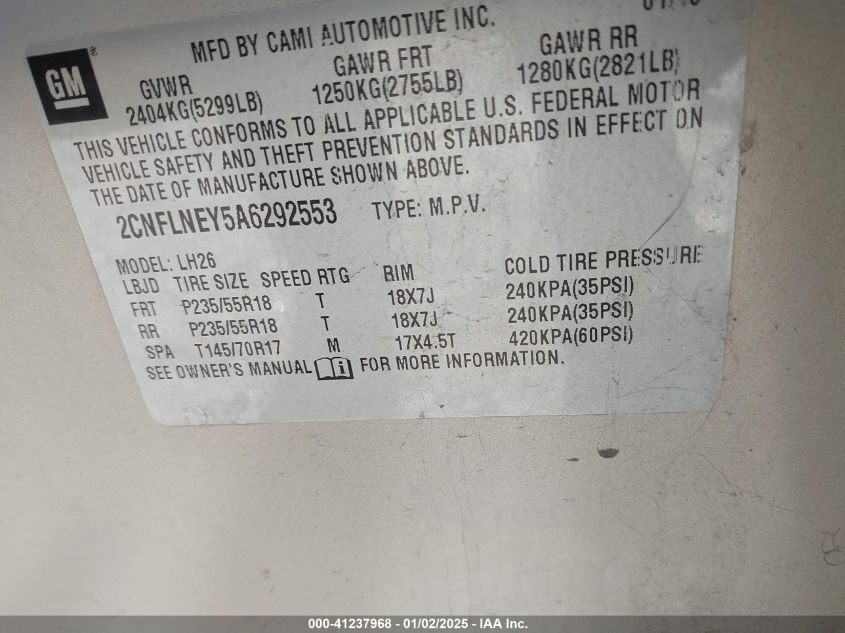 GM
®
MFD BY CAMI AUTOMOTIVE INC.
GVWR GAWR FRT GAWR RR
2404KG(5299LB) 1250KG(2755LB) 1280KG(2821LB)
THIS VEHICLE CONFORMS TO ALL APPLICABLE U.S. FEDERAL MOTOR
VEHICLE SAFETY AND THEFT PREVENTION STANDARDS IN EFFECT ON
THE DATE OF MANUFACTURE SHOWN ABOVE.
2CNFLNEY5A6292553 TYPE: M.P.V.
MODEL: LH26
LBJD TIRE SIZE SPEED RTG RIM COLD TIRE PRESSURE
FRT P235/55R18 T 18X7J 240KPA(35PSI)
RR P235/55R18 T 18X7J 240KPA(35PSI)
SPA T145/70R17 M 17X4.5T 420KPA(60PSI)
SEE OWNER'S MANUAL i FOR MORE INFORMATION.
000-41237968 - 01/02/2025 - IAA Inc.